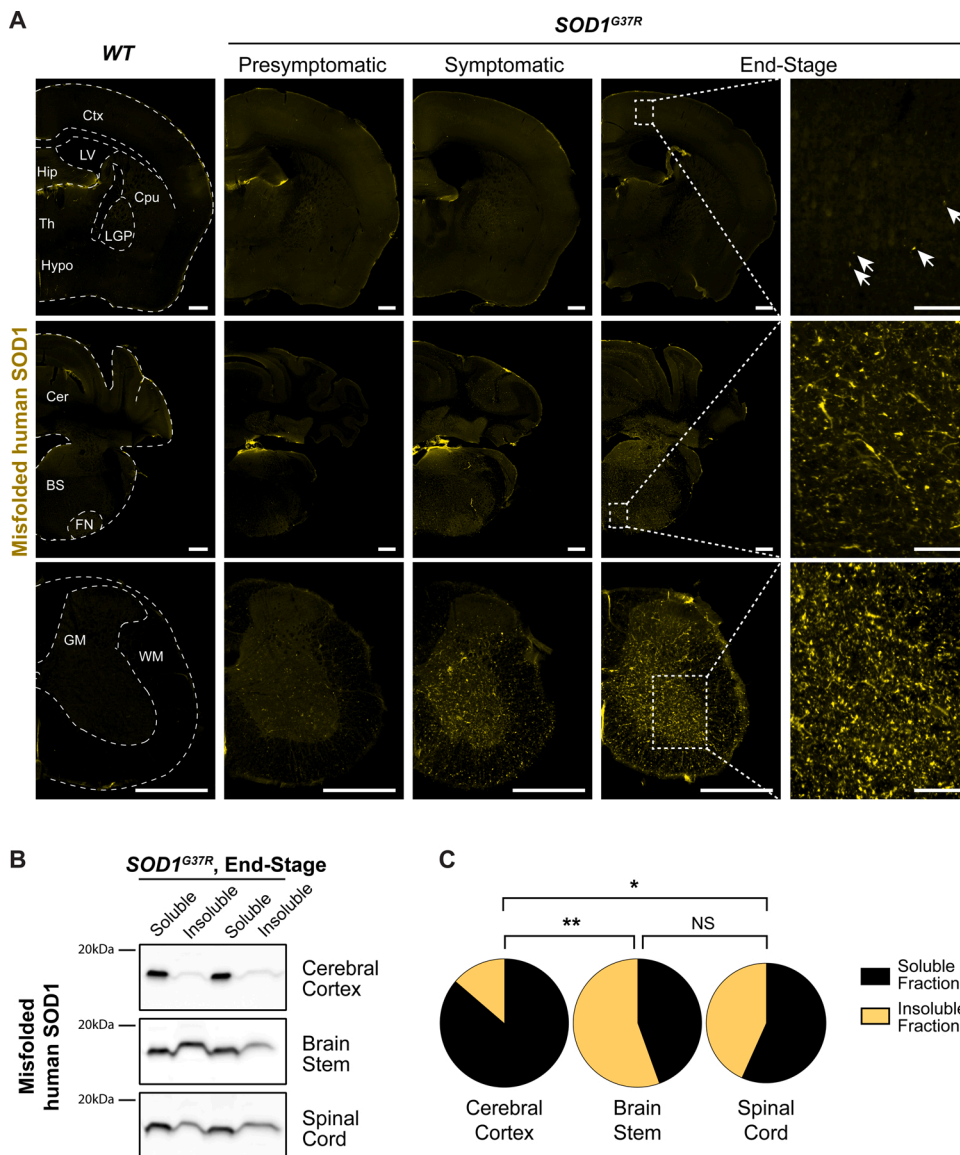 A
SOD1G37R
WT
Presymptomatic
Symptomatic
End-Stage
Misfolded human SOD1
Ctx
LV
Hip
Cpu
Th
LGP
Hypo
Cer
BS
FN
GM
WM
B
SOD1G37R, End-Stage
Soluble
Insoluble
Soluble
Insoluble
Misfolded
human SOD1
20kDa
Cerebral
Cortex
20kDa
Brain
Stem
20kDa
Spinal
Cord
C
*
**
NS
Soluble
Fraction
Insoluble
Fraction
Cerebral
Cortex
Brain
Stem
Spinal
Cord